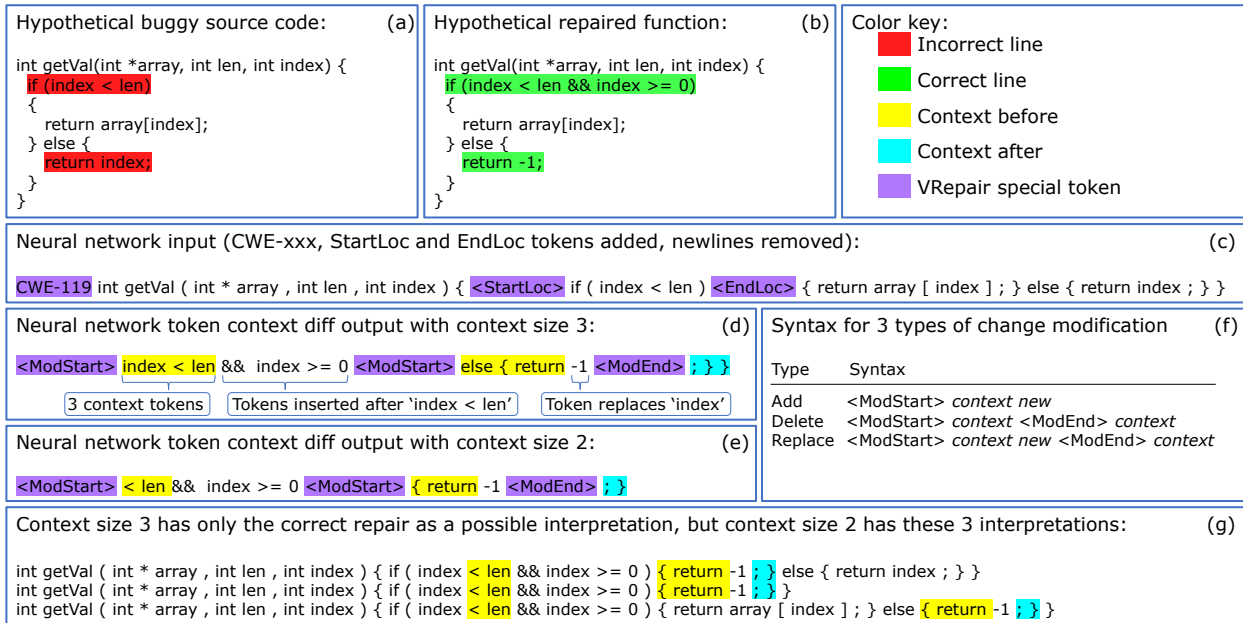 Hypothetical buggy source code: (a)
int getVal(int *array, int len, int index) {
if (index < len)
{
return array[index];
} else {
return index;
}
}
Hypothetical repaired function: (b)
int getVal(int *array, int len, int index) {
if (index < len && index >= 0)
{
return array[index];
} else {
return -1;
}
}
Color key:
Incorrect line
Correct line
Context before
Context after
VRepair special token
Neural network input (CWE-xxx, StartLoc and EndLoc tokens added, newlines removed): (c)
CWE-119 int getVal ( int * array , int len , int index ) { <StartLoc> if ( index < len ) <EndLoc> { return array [ index ] ; } else { return index ; } }
Neural network token context diff output with context size 3: (d)
<ModStart> index < len && index >= 0 <ModStart> else { return -1 <ModEnd> ; } }
3 context tokens Tokens inserted after ‘index < len’ Token replaces ‘index’
Neural network token context diff output with context size 2: (e)
<ModStart> < len && index >= 0 <ModStart> { return -1 <ModEnd> ; }
Syntax for 3 types of change modification (f)
Type Syntax
Add <ModStart> context new
Delete <ModStart> context <ModEnd> context
Replace <ModStart> context new <ModEnd> context
Context size 3 has only the correct repair as a possible interpretation, but context size 2 has these 3 interpretations: (g)
int getVal ( int * array , int len , int index ) { if ( index < len && index >= 0 ) { return -1 ; } else { return index ; } }
int getVal ( int * array , int len , int index ) { if ( index < len && index >= 0 ) { return -1 ; } }
int getVal ( int * array , int len , int index ) { if ( index < len && index >= 0 ) { return array [ index ] ; } else { return -1 ; } }